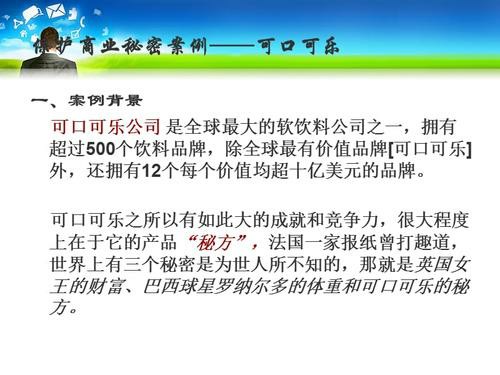 保护商业秘密案例——可口可乐
一、案例背景
可口可乐公司 是全球最大的软饮料公司之一，拥有
超过500个饮料品牌，除全球最有价值品牌[可口可乐]
外，还拥有12个每个价值均超十亿美元的品牌。
可口可乐之所以有如此大的成就和竞争力，很大程度
上在于它的产品“秘方”，法国一家报纸曾打趣道，
世界上有三个秘密是为世人所不知的，那就是英国女
王的财富、巴西球星罗纳尔多的体重和可口可乐的秘
方。